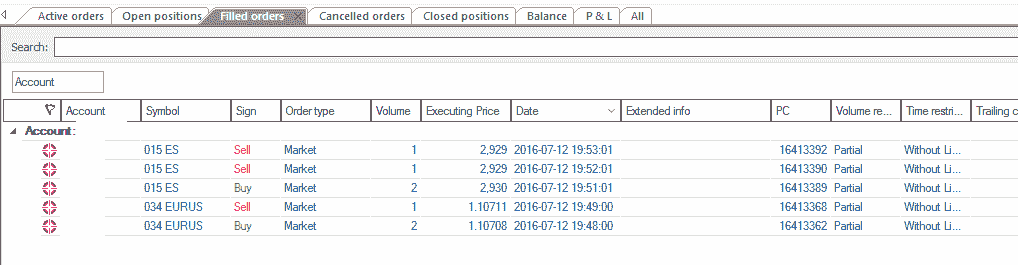 Active orders Open positions Filled orders Cancelled orders Closed positions Balance P & L All
Search:
Account
Account Symbol Sign Order type Volume Executing Price Date Extended info PC Volume re... Time restri... Trailing c
Account:
015 ES Sell Market 1 2,929 2016-07-12 19:53:01 16413392 Partial Without Li...
015 ES Sell Market 1 2,929 2016-07-12 19:52:01 16413390 Partial Without Li...
015 ES Buy Market 2 2,930 2016-07-12 19:51:01 16413389 Partial Without Li...
034 EURUS Sell Market 1 1.10711 2016-07-12 19:49:00 16413368 Partial Without Li...
034 EURUS Buy Market 2 1.10708 2016-07-12 19:48:00 16413362 Partial Without Li...